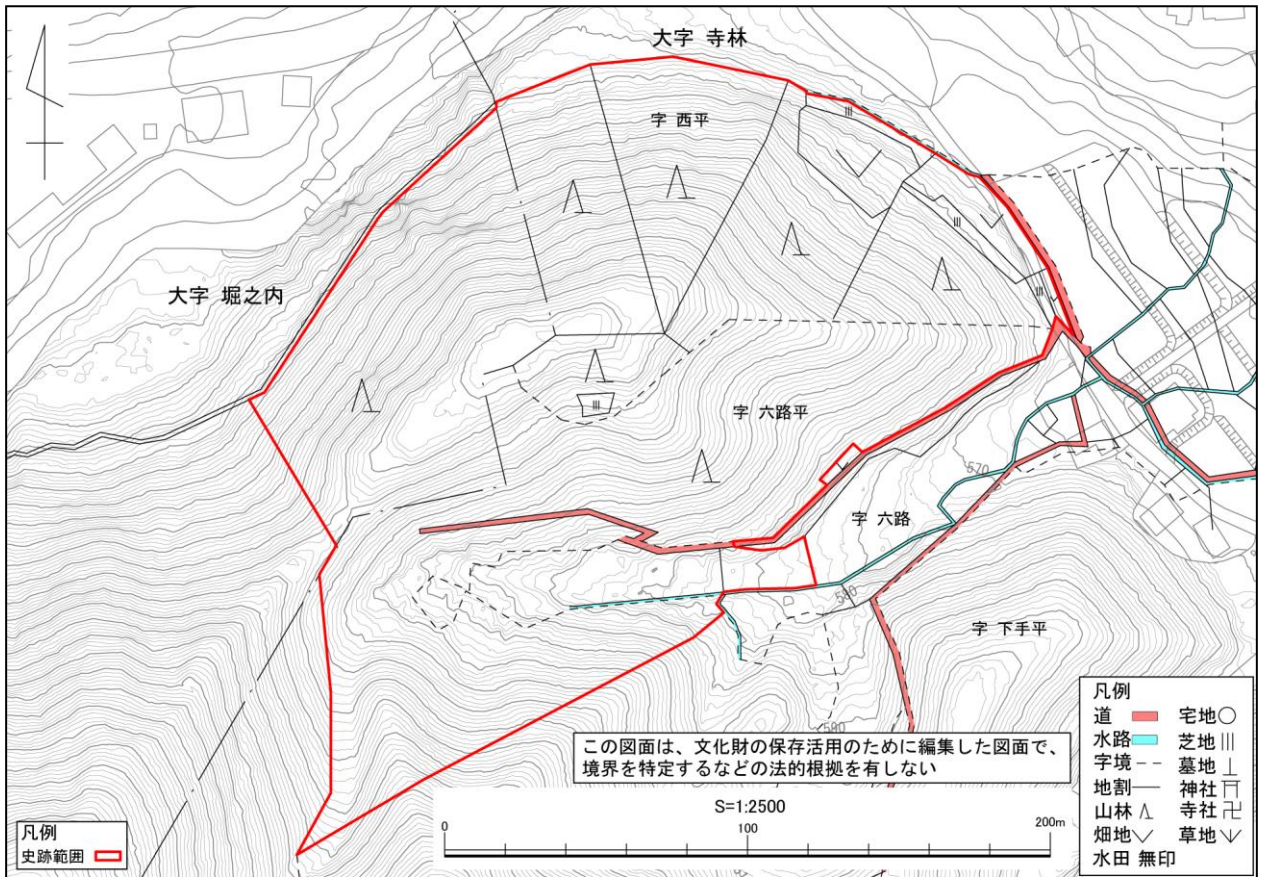 大字 寺林
字 西平
大字 堀之内
字 六路平
字 六路
字 下手平
570
590
590
この図面は、文化財の保存活用のために編集した図面で、
境界を特定するなどの法的根拠を有しない
S=1:2500
0
100
200m
凡例
史跡範囲
凡例
道
宅地
水路
芝地
字境
墓地
地割
神社
山林
寺社
畑地
草地
水田 無印